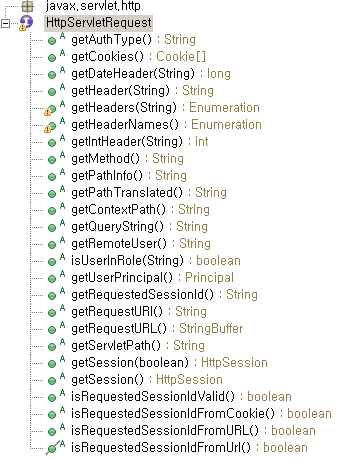 javax.servlet.http
HttpServletRequest
A getAuthType() : String
A getCookies() : Cookie[]
A getDateHeader(String) : long
A getHeader(String) : String
A getHeaders(String) : Enumeration
A getHeaderNames() : Enumeration
A getIntHeader(String) : int
A getMethod() : String
A getPathInfo() : String
A getPathTranslated() : String
A getContextPath() : String
A getQueryString() : String
A getRemoteUser() : String
A isUserInRole(String) : boolean
A getUserPrincipal() : Principal
A getRequestedSessionId() : String
A getRequestURI() : String
A getRequestURL() : StringBuffer
A getServletPath() : String
A getSession(boolean) : HttpSession
A getSession() : HttpSession
A isRequestedSessionIdValid() : boolean
A isRequestedSessionIdFromCookie() : boolean
A isRequestedSessionIdFromURL() : boolean
A isRequestedSessionIdFromUrl() : boolean